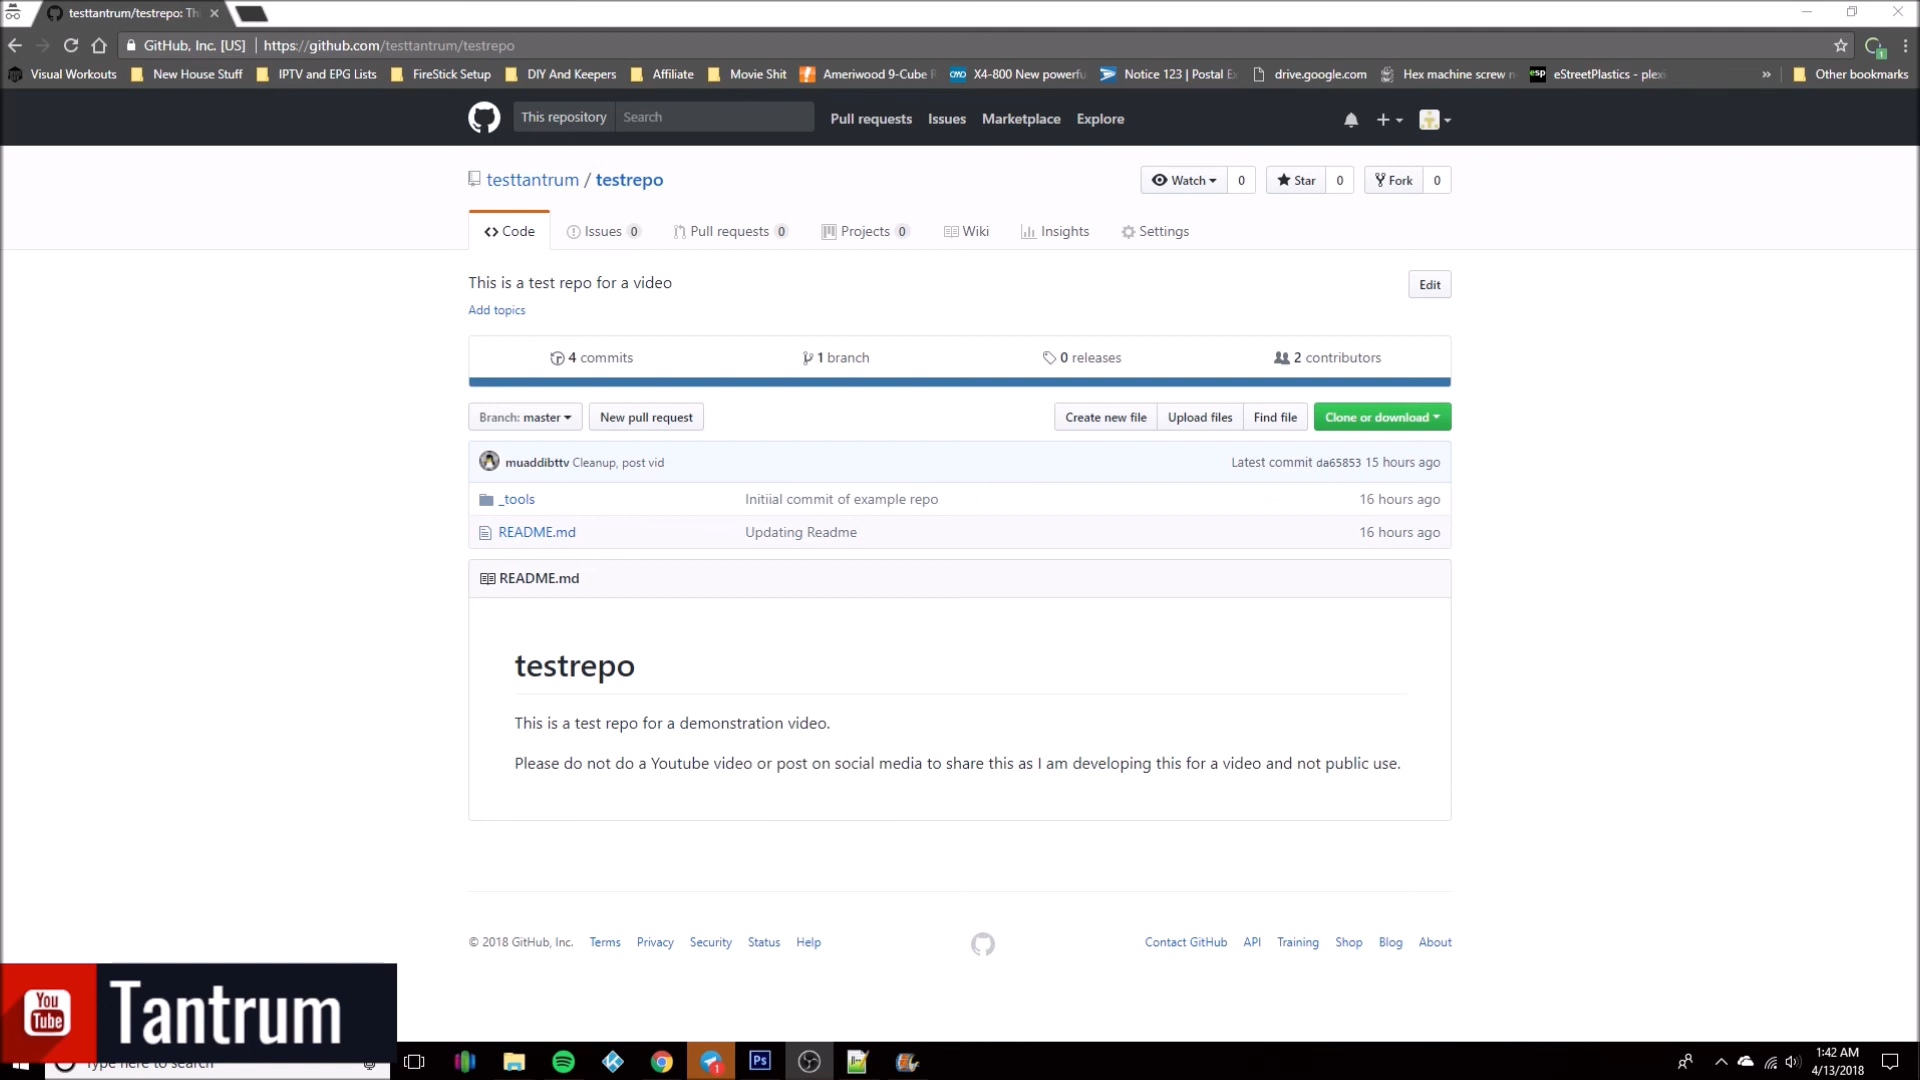 testtantrum/testrepo: Th
GitHub, Inc. [US] | https://github.com/testtantrum/testrepo
Visual Workouts New House Stuff IPTV and EPG Lists FireStick Setup DIY And Keepers Affiliate Movie Shit Ameriwood 9-Cube X4-800 New powerfu Notice 123 | Postal Ex drive.google.com Hex machine screw n eStreetPlastics - plexi » Other bookmarks
This repository Search Pull requests Issues Marketplace Explore
testtantrum / testrepo
Watch 0 Star 0 Fork 0
Code Issues 0 Pull requests 0 Projects 0 Wiki Insights Settings
This is a test repo for a video
Edit
Add topics
4 commits 1 branch 0 releases 2 contributors
Branch: master New pull request Create new file Upload files Find file Clone or download
muaddibttv Cleanup, post vid Latest commit da65853 15 hours ago
_tools Initiial commit of example repo 16 hours ago
README.md Updating Readme 16 hours ago
README.md
testrepo
This is a test repo for a demonstration video.
Please do not do a Youtube video or post on social media to share this as I am developing this for a video and not public use.
© 2018 GitHub, Inc. Terms Privacy Security Status Help Contact GitHub API Training Shop Blog About
You
Tube
Tantrum
Type here to search
Ps
1
1:42 AM
4/13/2018